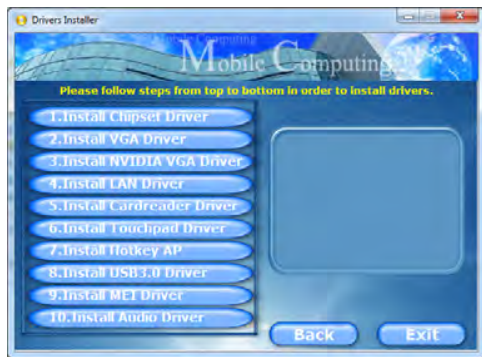 Drivers Installer
Mobile Computing
Mobile Computing
Please follow steps from top to bottom in order to install drivers.
1.Install Chipset Driver
2.Install VGA Driver
3.Install NVIDIA VGA Driver
4.Install LAN Driver
5.Install Cardreader Driver
6.Install Touchpad Driver
7.Install Hotkey AP
8.Install USB3.0 Driver
9.Install MEI Driver
10.Install Audio Driver
Back Exit